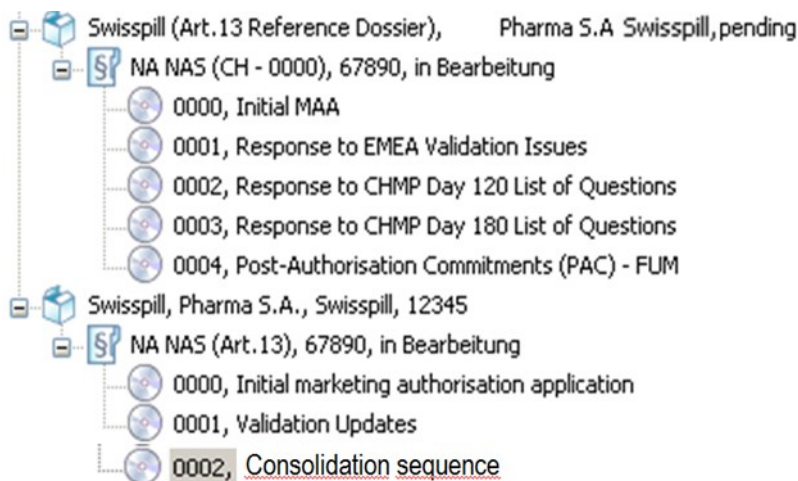 Swisspill (Art.13 Reference Dossier), Pharma S.A Swisspill, pending
§ NA NAS (CH - 0000), 67890, in Bearbeitung
0000, Initial MAA
0001, Response to EMEA Validation Issues
0002, Response to CHMP Day 120 List of Questions
0003, Response to CHMP Day 180 List of Questions
0004, Post-Authorisation Commitments (PAC) - FUM
Swisspill, Pharma S.A., Swisspill, 12345
§ NA NAS (Art.13), 67890, in Bearbeitung
0000, Initial marketing authorisation application
0001, Validation Updates
0002, Consolidation sequence